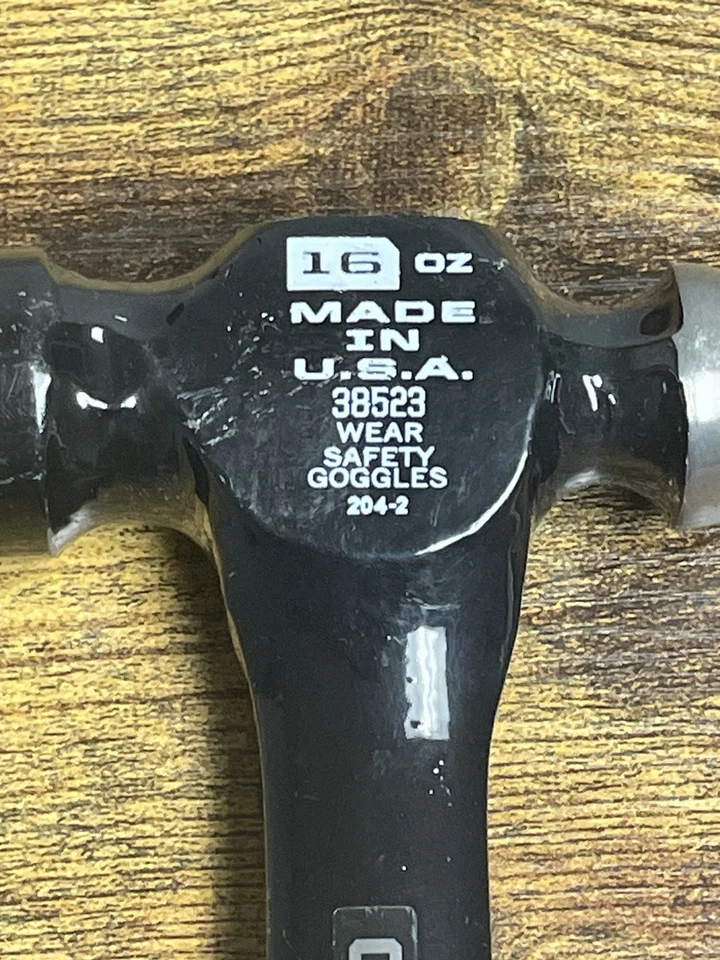 16 OZ
MADE
IN
U.S.A.
38523
WEAR
SAFETY
GOGGLES
204-2